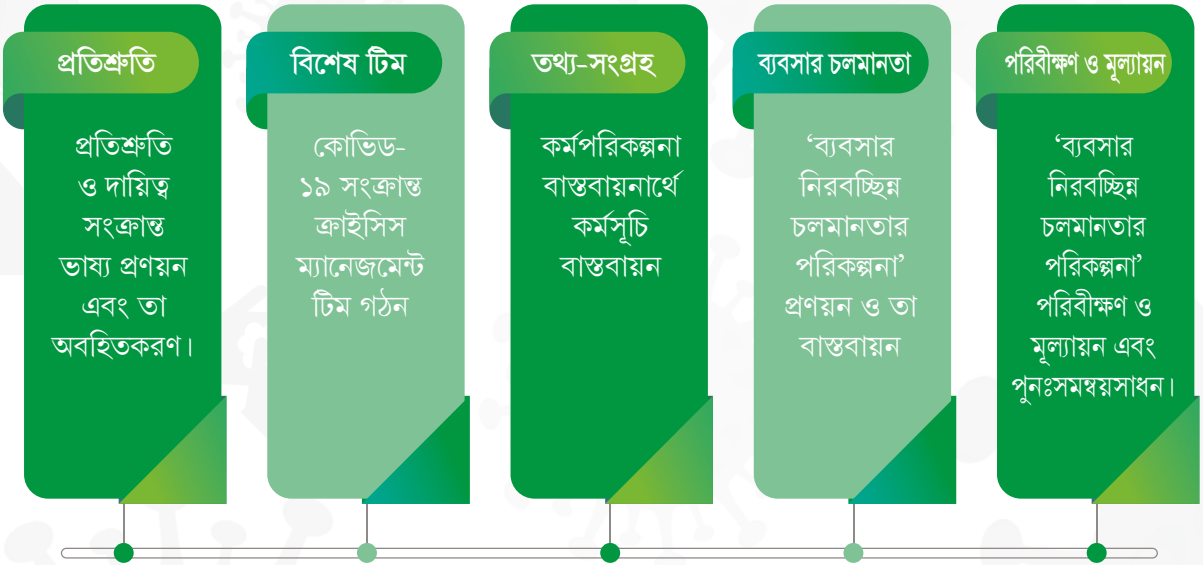 প্রতিশ্রুতি
প্রতিশ্রুতি
ও দায়িত্ব
সংক্রান্ত
ভাষ্য প্রণয়ন
এবং তা
অবহিতকরণ।
বিশেষ টিম
কোভিড-
১৯ সংক্রান্ত
ক্রাইসিস
ম্যানেজমেন্ট
টিম গঠন
তথ্য-সংগ্রহ
কর্মপরিকল্পনা
বাস্তবায়নার্থে
কর্মসূচি
বাস্তবায়ন
ব্যবসার চলমানতা
‘ব্যবসার
নিরবচ্ছিন্ন
চলমানতার
পরিকল্পনা’
প্রণয়ন ও তা
বাস্তবায়ন
পরিবীক্ষণ ও মূল্যায়ন
‘ব্যবসার
নিরবচ্ছিন্ন
চলমানতার
পরিকল্পনা’
পরিবীক্ষণ ও
মূল্যায়ন এবং
পুনঃসমন্বয়সাধন।